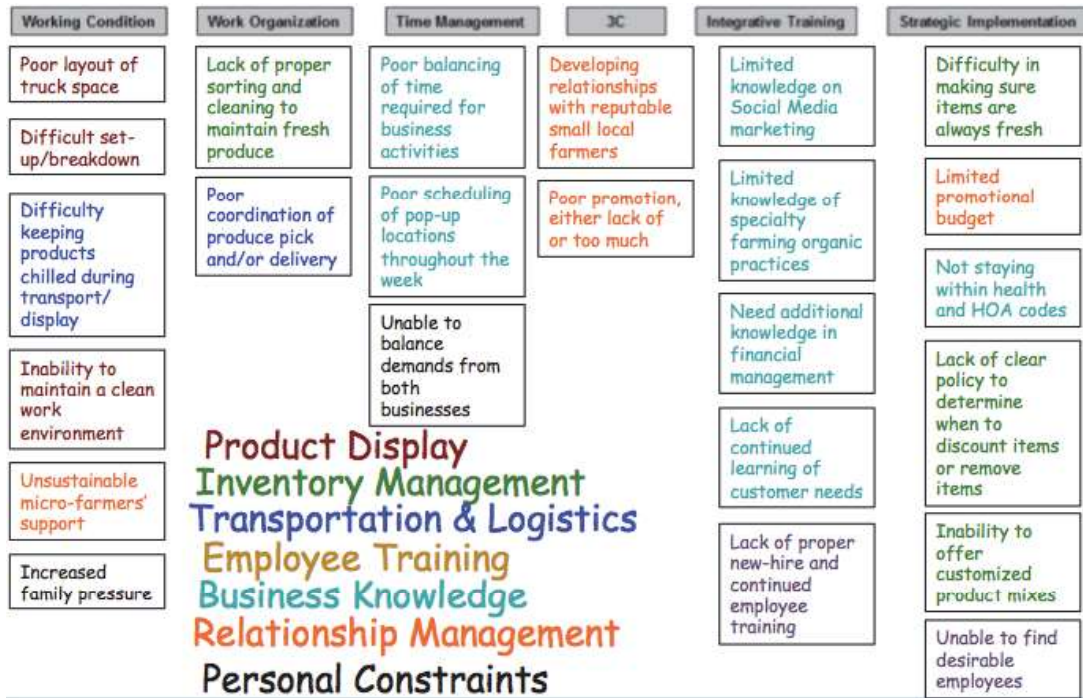 Working Condition
Work Organization
Time Management
3C
Integrative Training
Strategic Implementation
Poor layout of
truck space
Difficult set-
up/breakdown
Difficulty
keeping
products
chilled during
transport/
display
Inability to
maintain a clean
work
environment
Unsustainable
micro-farmers'
support
Increased
family pressure
Lack of proper
sorting and
cleaning to
maintain fresh
produce
Poor
coordination of
produce pick
and/or delivery
Poor balancing
of time
required for
business
activities
Poor scheduling
of pop-up
locations
throughout the
week
Unable to
balance
demands from
both
businesses
Developing
relationships
with reputable
small local
farmers
Poor promotion,
either lack of
or too much
Limited
knowledge on
Social Media
marketing
Limited
knowledge of
specialty
farming organic
practices
Need additional
knowledge in
financial
management
Lack of
continued
learning of
customer needs
Lack of proper
new-hire and
continued
employee
training
Difficulty in
making sure
items are
always fresh
Limited
promotional
budget
Not staying
within health
and HOA codes
Lack of clear
policy to
determine
when to
discount items
or remove
items
Inability to
offer
customized
product mixes
Unable to find
desirable
employees
Product Display
Inventory Management
Transportation & Logistics
Employee Training
Business Knowledge
Relationship Management
Personal Constraints